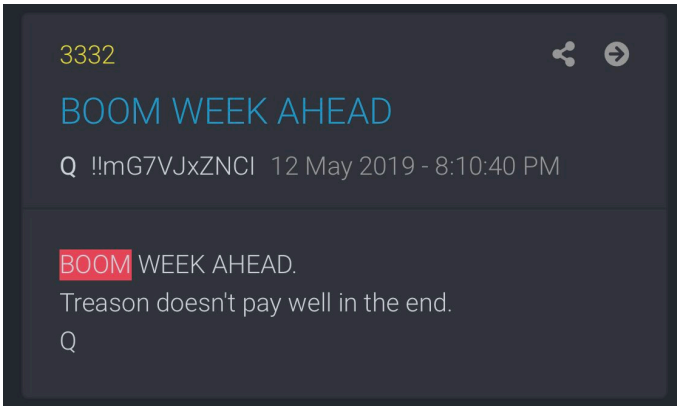 3332
BOOM WEEK AHEAD
Q !!mG7VJxZNCI 12 May 2019 - 8:10:40 PM
BOOM WEEK AHEAD.
Treason doesn't pay well in the end.
Q